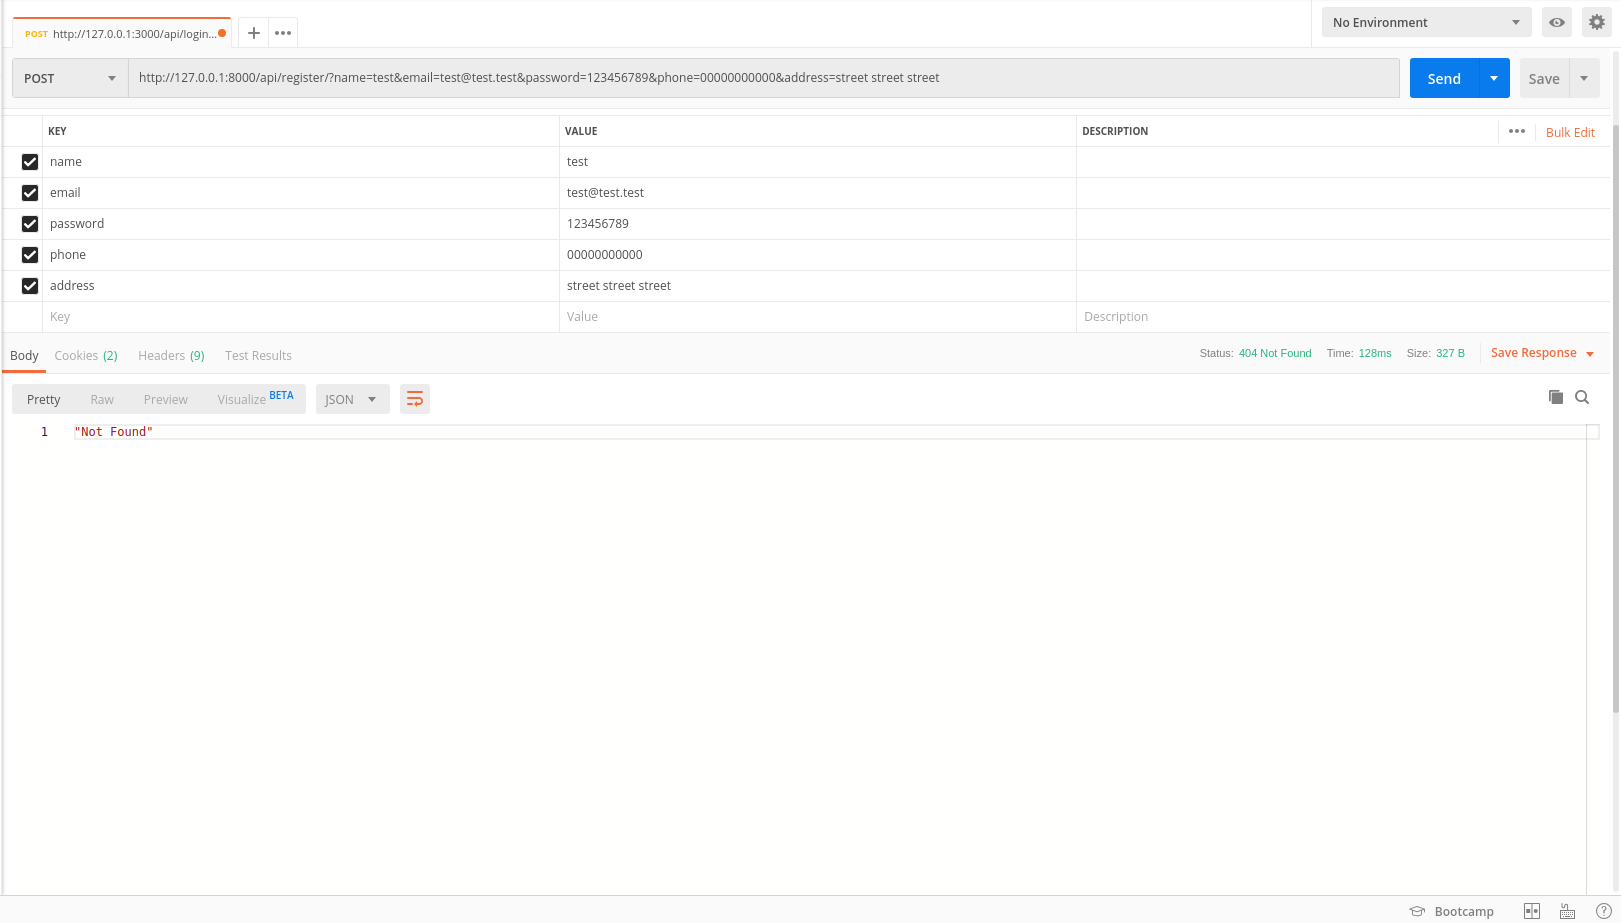 POST http://127.0.0.1:3000/api/login...
No Environment
POST http://127.0.0.1:8000/api/register/?name=test&email=test@test.test&password=123456789&phone=00000000000&address=street street street Send Save
KEY VALUE DESCRIPTION Bulk Edit
name test
email test@test.test
password 123456789
phone 00000000000
address street street street
Key Value Description
Body Cookies (2) Headers (9) Test Results Status: 404 Not Found Time: 128ms Size: 327 B Save Response
Pretty Raw Preview Visualize BETA JSON
1 "Not Found"
Bootcamp